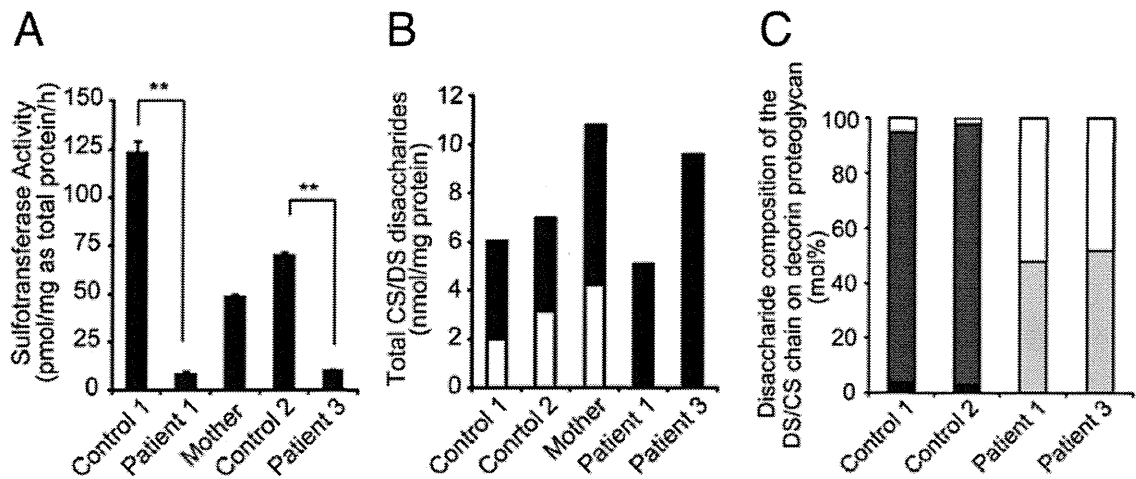 A
Sulfotransferase Activity
(pmol/mg as total protein/h)
150
125
100
75
50
25
0
**
**
Control 1
Patient 1
Mother
Control 2
Patient 3
B
Total CS/DS disaccharides
(nmol/mg protein)
12
10
8
6
4
2
0
Control 1
Conrtol 2
Mother
Patient 1
Patient 3
C
Disaccharide composition of the
DS/CS chain on decorin proteoglycan
(mol%)
100
80
60
40
20
0
Control 1
Control 2
Patient 1
Patient 3